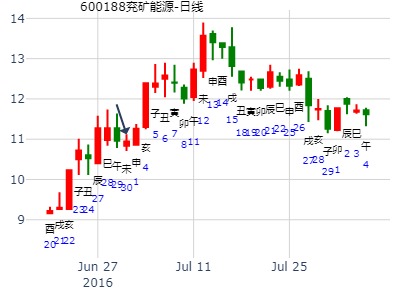 600188兖矿能源-日线
14
13
12
11
10
9
酉 戌 亥 子 丑 辰 巳 午 未 申 亥 子 丑 寅 卯 午 未 申 酉 戌 丑 寅 卯 辰 巳 申 酉 戌 亥 子 卯 辰 巳 午
20 21 22 23 24 27 28 29 30 1 4 5 6 7 8 11 12 13 14 15 18 19 20 21 22 25 26 27 28 29 1 2 3 4
Jun 27
2016
Jul 11
Jul 25